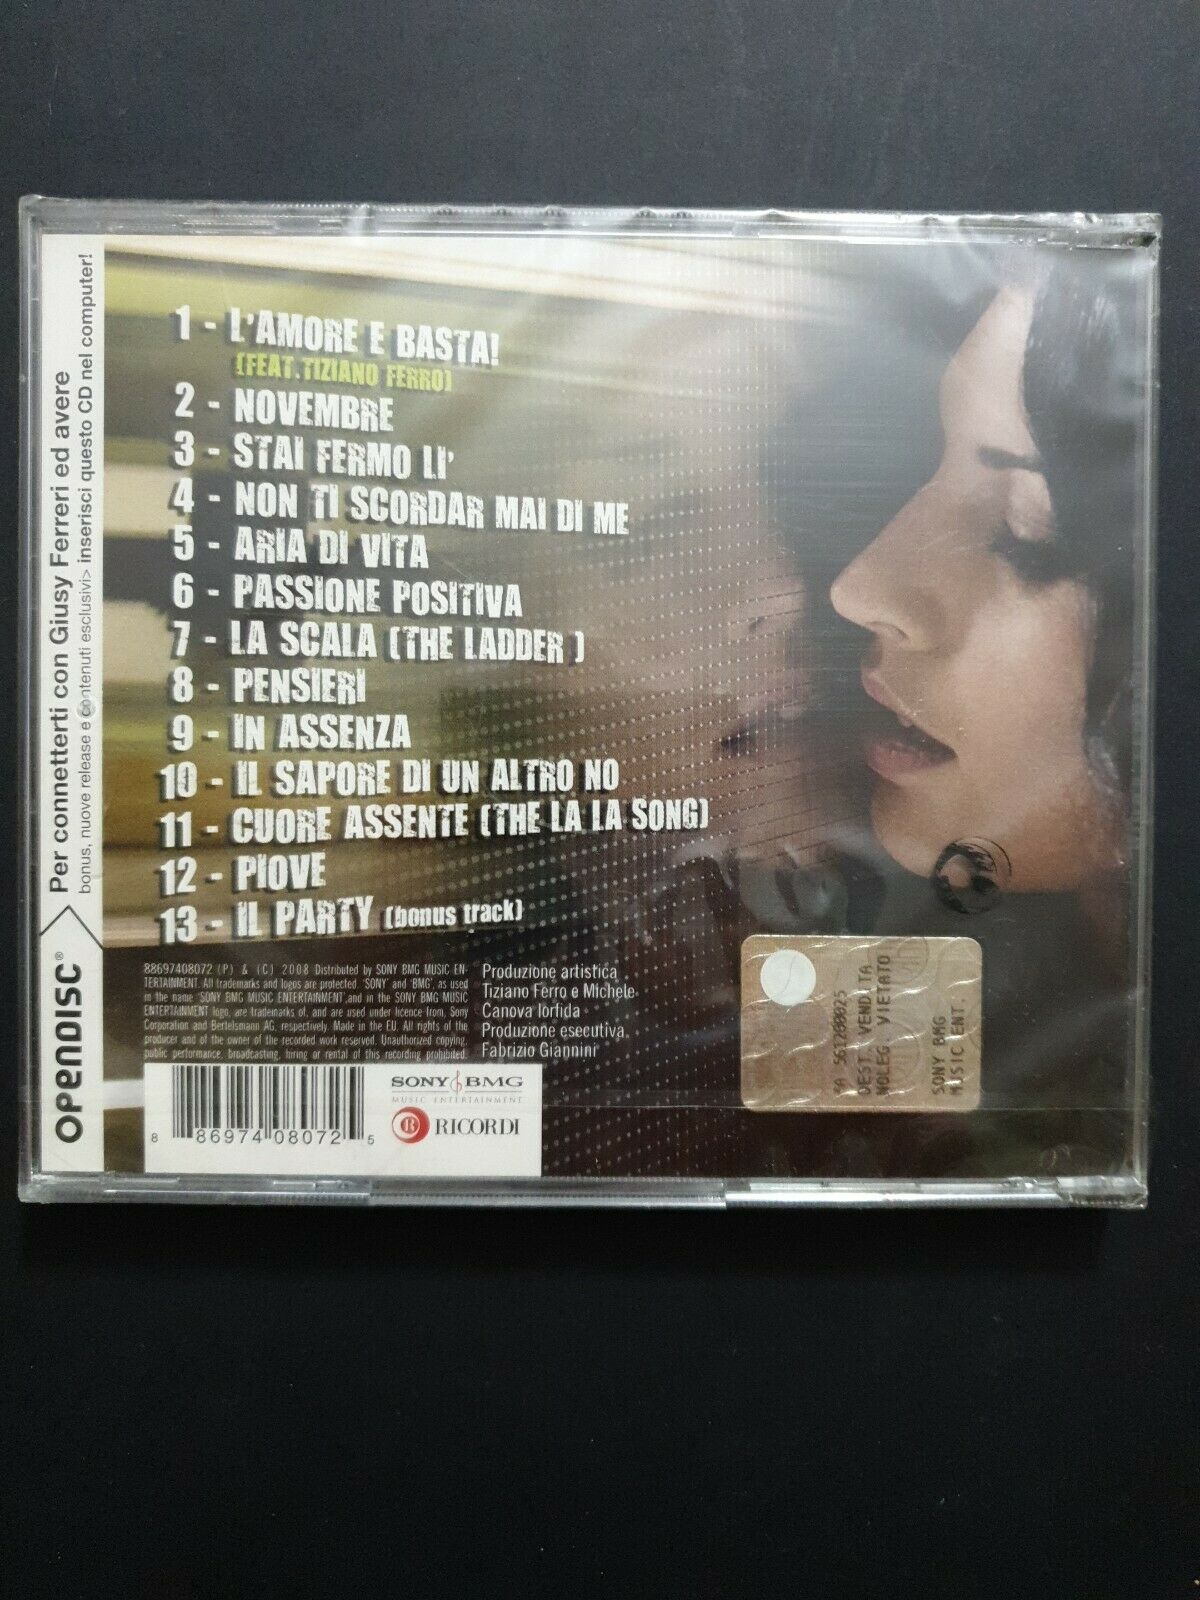 1 - L'AMORE E BASTA!
(FEAT. TIZIANO FERRO)
2 - NOVEMBRE
3 - STAI FERMO LI'
4 - NON TI SCORDAR MAI DI ME
5 - ARIA DI VITA
6 - PASSIONE POSITIVA
7 - LA SCALA (THE LADDER )
8 - PENSIERI
9 - IN ASSENZA
10 - IL SAPORE DI UN ALTRO NO
11 - CUORE ASSENTE (THE LA LA SONG)
12 - PIOVE
13 - IL PARTY (bonus track)
OPENDISC®
Per connetterti con Giusy Ferreri ed avere
bonus, nuove release e contenuti esclusivi> inserisci questo CD nel computer!
88697408072 (P) & (C) 2008 Distributed by SONY BMG MUSIC EN-
TERTAINMENT. All trademarks and logos are protected. 'SONY' and 'BMG', as used
in the name 'SONY BMG MUSIC ENTERTAINMENT',and in the SONY BMG MUSIC
ENTERTAINMENT logo, are trademarks of, and are used under licence from, Sony
Corporation and Bertelsmann AG, respectively. Made in the EU. All rights of the
producer and of the owner of the recorded work reserved. Unauthorized copying,
public performance, broadcasting, hiring or rental of this recording prohibited.
Produzione artistica
Tiziano Ferro e Michele
Canova Iorfida
Produzione esecutiva
Fabrizio Giannini
8 86974 08072 5
SONY BMG
MUSIC ENTERTAINMENT
R RICORDI
DEST. VENDITA
NOLEG. VIETATO
SONY BMG
MUSIC ENT.